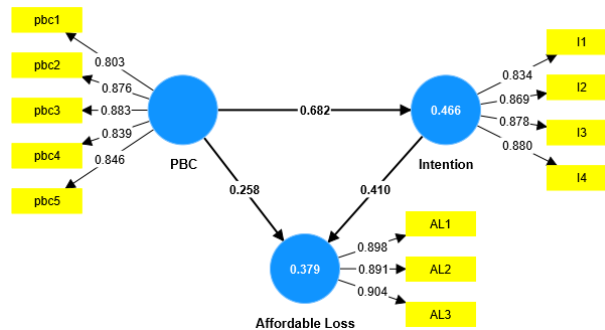 pbc1
pbc2
pbc3
pbc4
pbc5
0.803
0.876
0.883
0.839
0.846
PBC
0.682
0.258
0.410
0.466
Intention
0.834
0.869
0.878
0.880
I1
I2
I3
I4
0.379
Affordable Loss
0.898
0.891
0.904
AL1
AL2
AL3